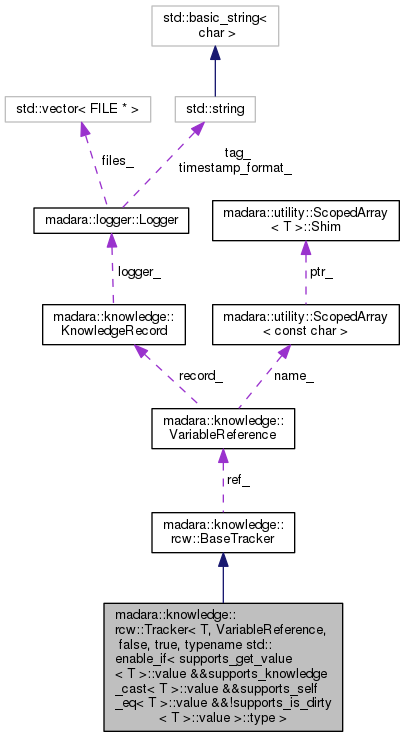 std::basic_string<
char >
std::vector< FILE * >
std::string
files_
tag_
timestamp_format_
madara::logger::Logger
madara::utility::ScopedArray
< T >::Shim
logger_
ptr_
madara::knowledge::
KnowledgeRecord
madara::utility::ScopedArray
< const char >
record_
name_
madara::knowledge::
VariableReference
ref_
madara::knowledge::
rcw::BaseTracker
madara::knowledge::
rcw::Tracker< T, VariableReference,
false, true, typename std::
enable_if< supports_get_value
< T >::value &&supports_knowledge
_cast< T >::value &&supports_self
_eq< T >::value &&!supports_is_dirty
< T >::value >::type >